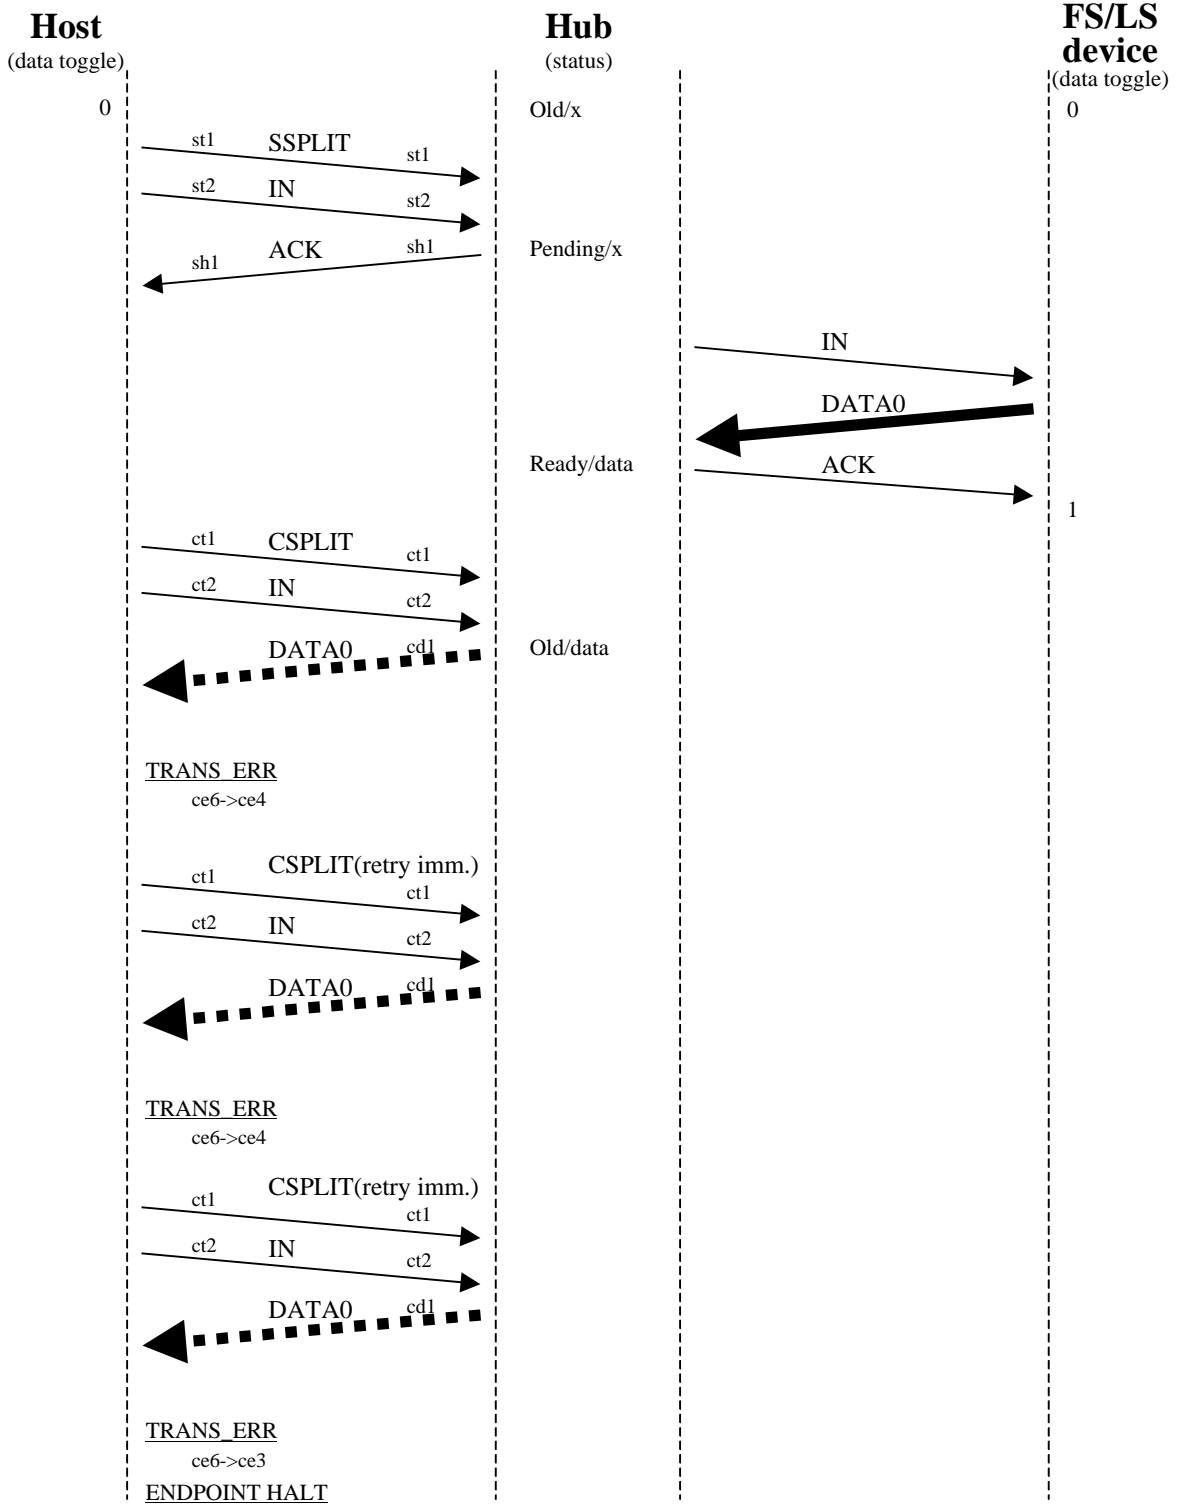 Host
(data toggle)
Hub
(status)
FS/LS
device
(data toggle)
0
Old/x
0
st1 SSPLIT st1
st2 IN st2
sh1 ACK sh1
Pending/x
IN
DATA0
Ready/data
ACK
1
ct1 CSPLIT ct1
ct2 IN ct2
DATA0 cd1
Old/data
TRANS_ERR
ce6->ce4
CSPLIT(retry imm.)
ct1 ct1
ct2 IN ct2
DATA0 cd1
TRANS_ERR
ce6->ce4
CSPLIT(retry imm.)
ct1 ct1
ct2 IN ct2
DATA0 cd1
TRANS_ERR
ce6->ce3
ENDPOINT HALT